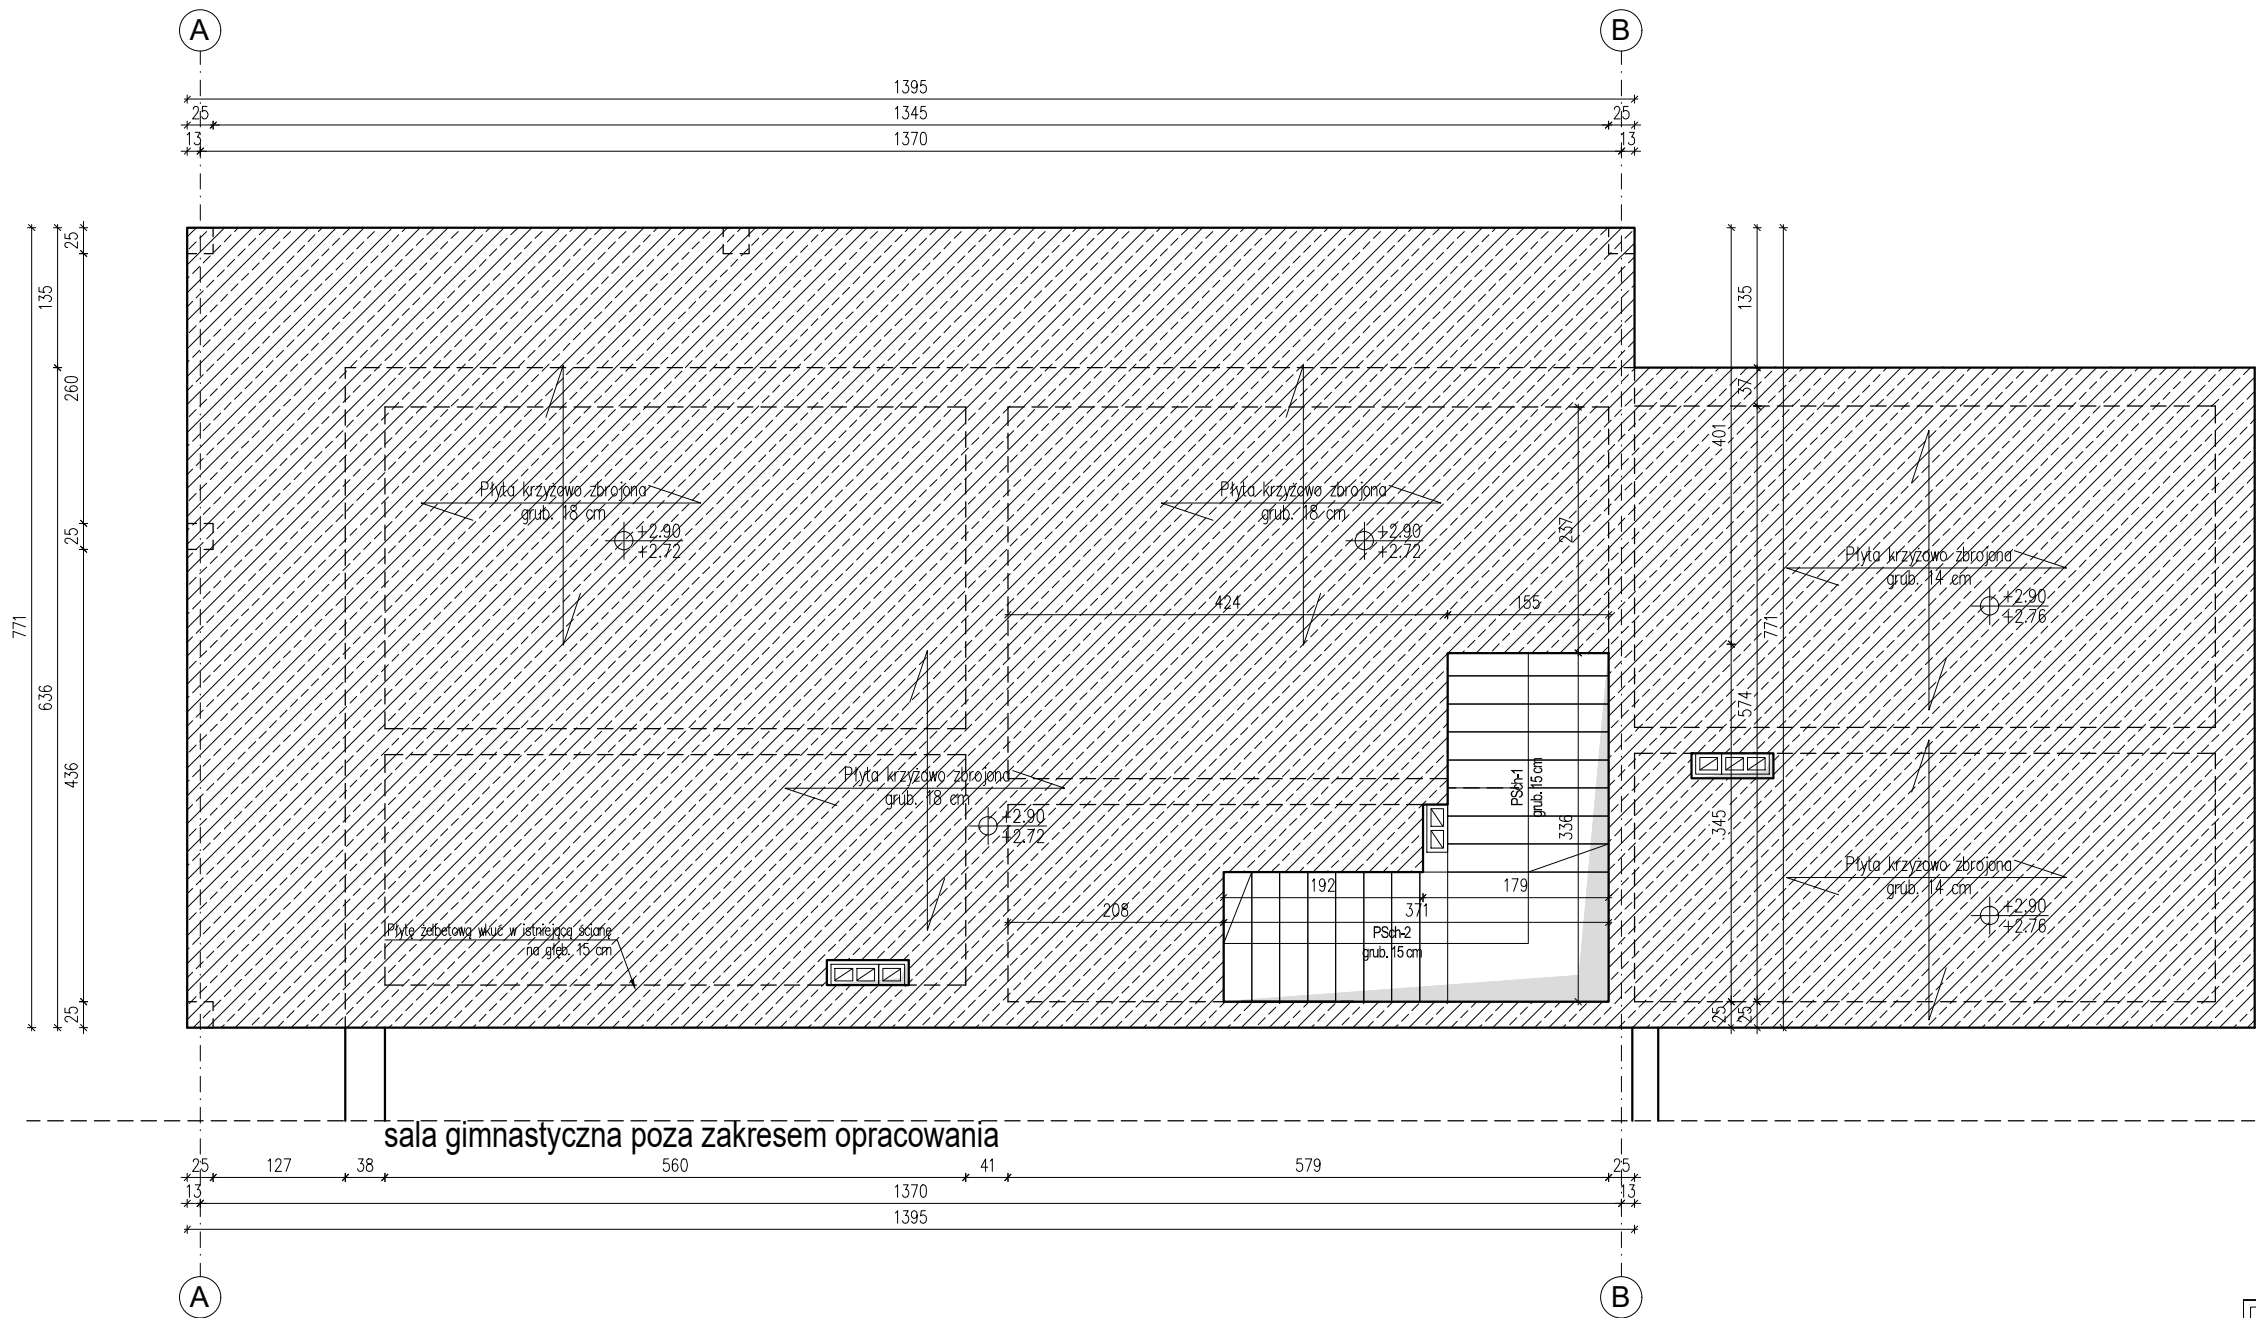 A
B
1395
25
1345
25
13
1370
13
25
135
260
771
25
636
436
25
135
37
401
771
574
345
25
25
Płyta krzyżowo zbrojona
grub. 18 cm
+2.90
+2.72
Płyta krzyżowo zbrojona
grub. 18 cm
+2.90
+2.72
237
Płyta krzyżowo zbrojona
grub. 14 cm
+2.90
+2.76
424
155
Płyta krzyżowo zbrojona
grub. 18 cm
+2.90
+2.72
PSch-1
grub. 15 cm
336
Płyta krzyżowo zbrojona
grub. 14 cm
+2.90
+2.76
192
179
208
371
PSch-2
grub. 15 cm
Płytę żelbetową wkuć w istniejącą ścianę
na głęb. 15 cm
sala gimnastyczna poza zakresem opracowania
25
127
38
560
41
579
25
13
1370
13
1395
A
B